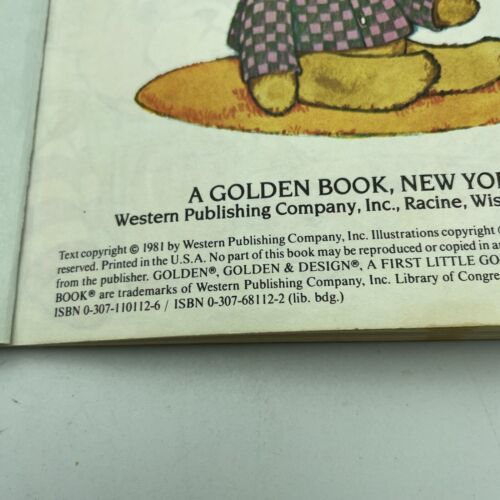 A GOLDEN BOOK, NEW YO
Western Publishing Company, Inc., Racine, Wis
Text copyright © 1981 by Western Publishing Company, Inc. Illustrations copyright
reserved. Printed in the U.S.A. No part of this book may be reproduced or copied in a
from the publisher. GOLDEN®, GOLDEN & DESIGN®, A FIRST LITTLE GO
BOOK® are trademarks of Western Publishing Company, Inc. Library of Congre
ISBN 0-307-110112-6 / ISBN 0-307-68112-2 (lib. bdg.)